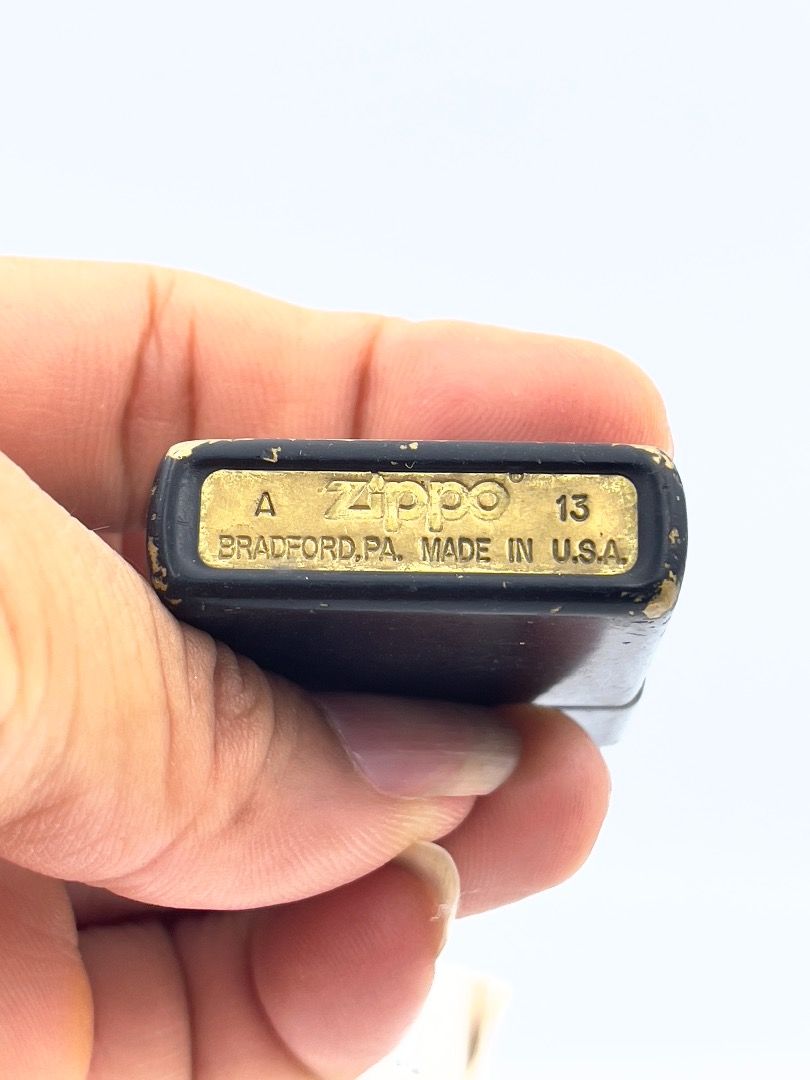 A Zippo® 13
BRADFORD,PA. MADE IN U.S.A.